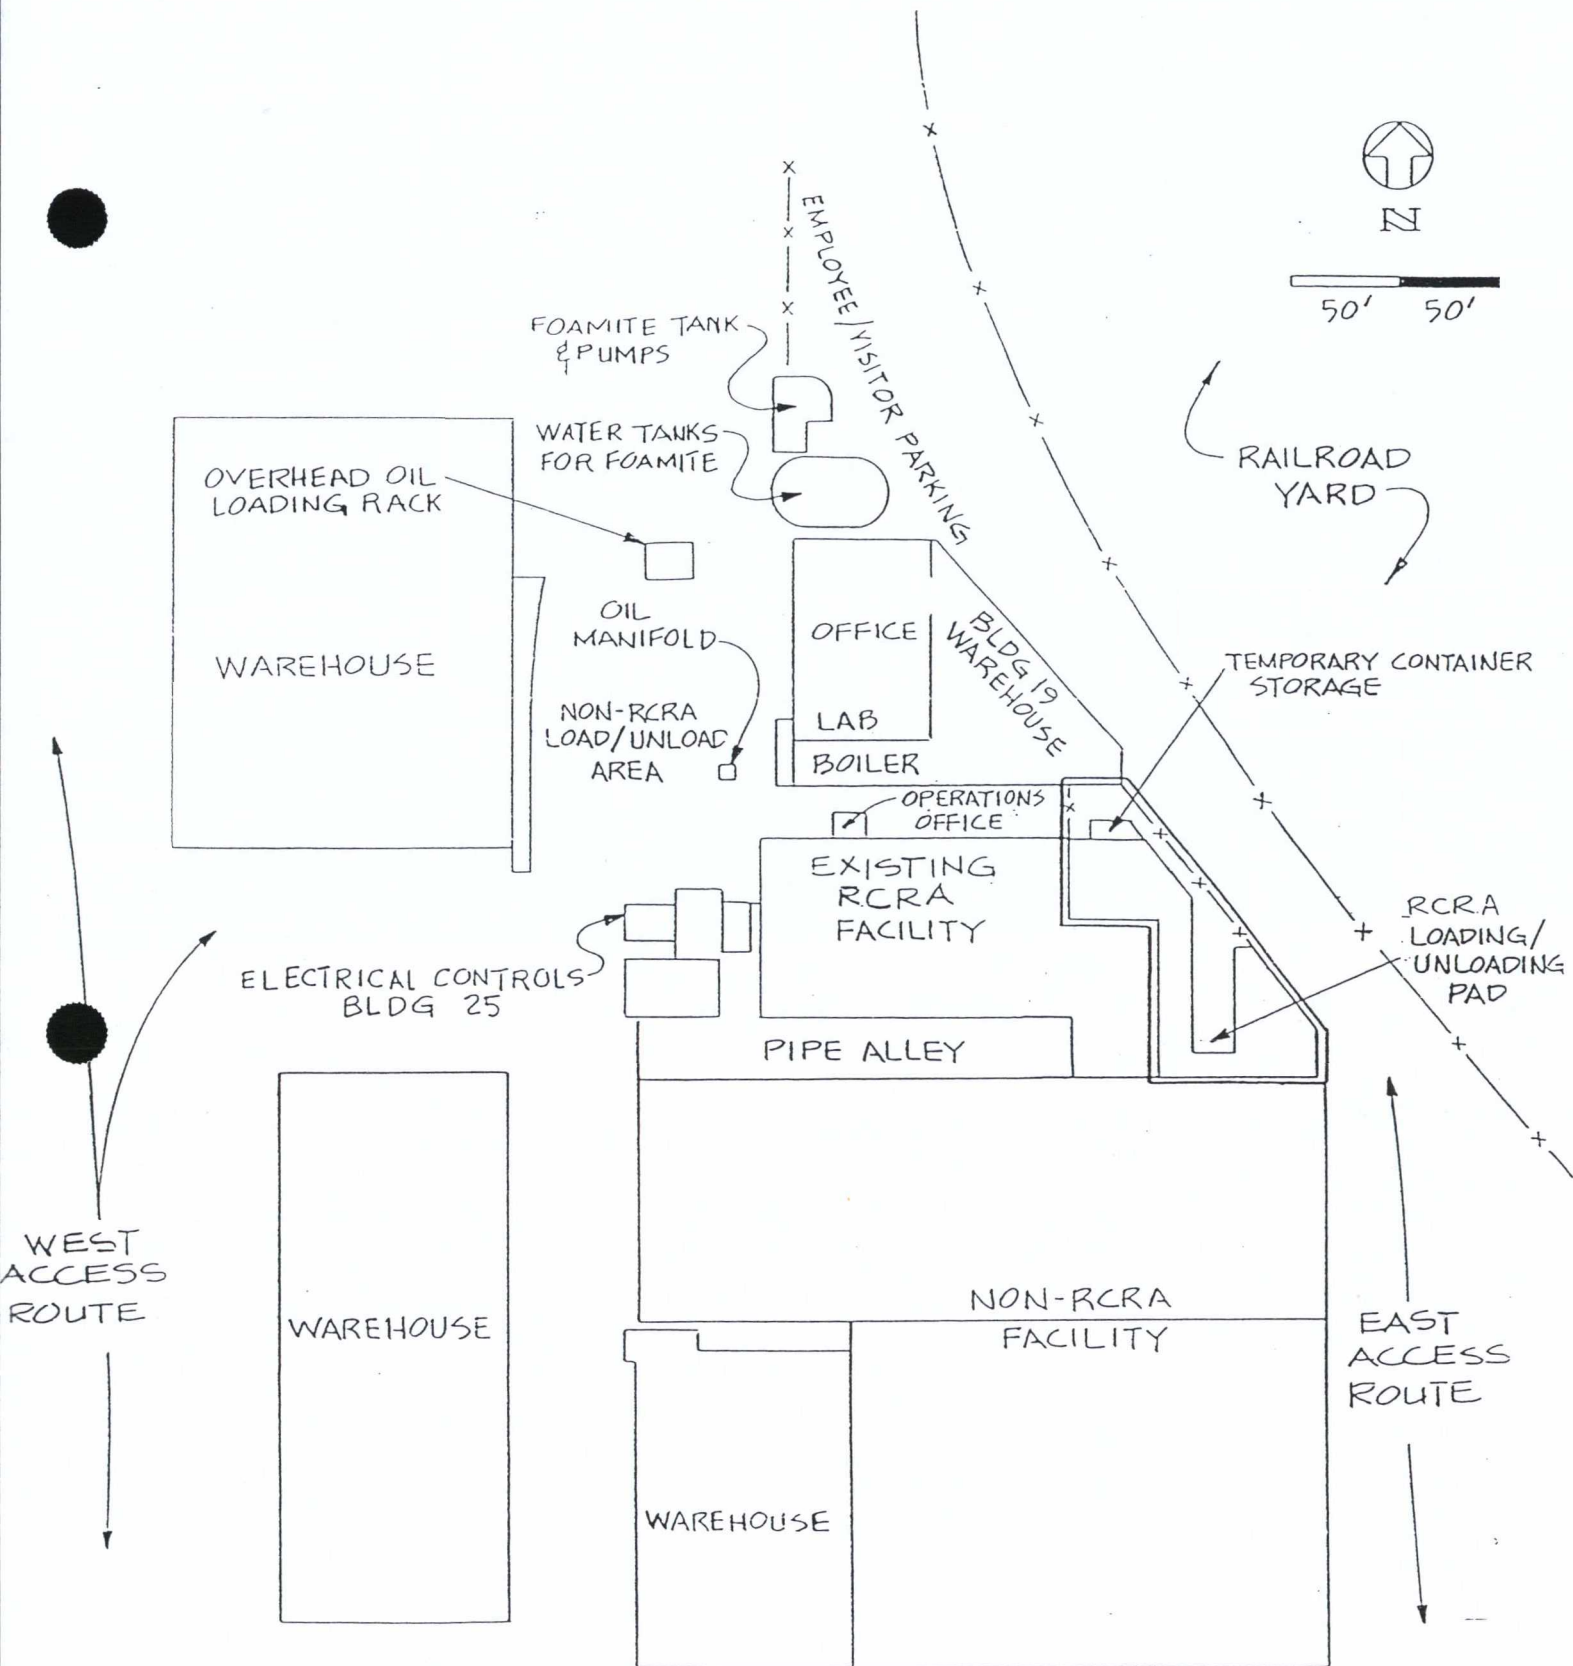 N
50' 50'
EMPLOYEE/VISITOR PARKING
FOAMITE TANK
& PUMPS
WATER TANKS
FOR FOAMITE
RAILROAD
YARD
OVERHEAD OIL
LOADING RACK
OIL
MANIFOLD
OFFICE
BLDG 19
WAREHOUSE
WAREHOUSE
TEMPORARY CONTAINER
STORAGE
NON-RCRA
LOAD/UNLOAD
AREA
LAB
BOILER
OPERATIONS
OFFICE
EXISTING
RCRA
FACILITY
RCRA
LOADING/
UNLOADING
PAD
ELECTRICAL CONTROLS
BLDG 25
PIPE ALLEY
WEST
ACCESS
ROUTE
WAREHOUSE
NON-RCRA
FACILITY
EAST
ACCESS
ROUTE
WAREHOUSE